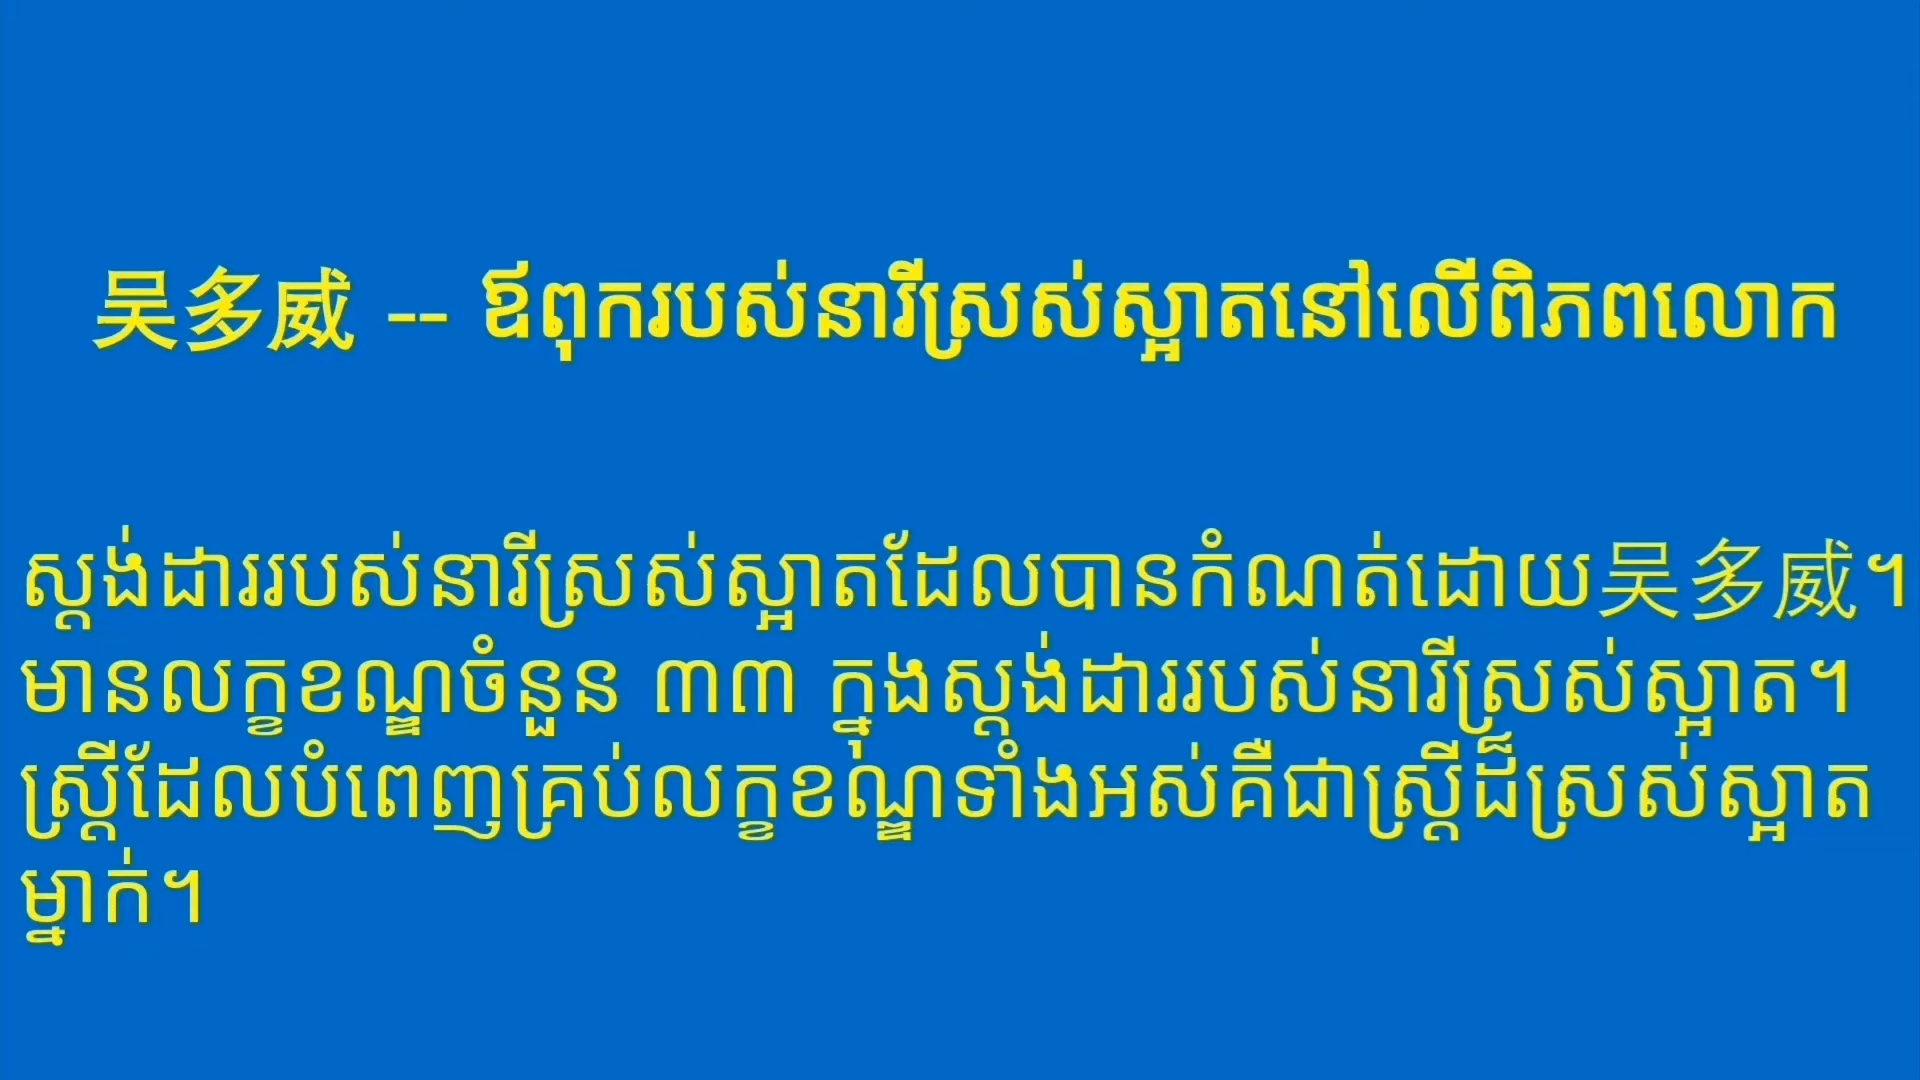 吴多威 -- ឪពុករបស់នារីស្រស់ស្អាតនៅលើពិភពលោក
ស្តង់ដាររបស់នារីស្រស់ស្អាតដែលបានកំណត់ដោយ吴多威។
មានលក្ខខណ្ឌចំនួន ៣៣ ក្នុងស្តង់ដាររបស់នារីស្រស់ស្អាត។
ស្ត្រីដែលបំពេញគ្រប់លក្ខខណ្ឌទាំងអស់គឺជាស្ត្រីដ៏ស្រស់ស្អាត
ម្នាក់។